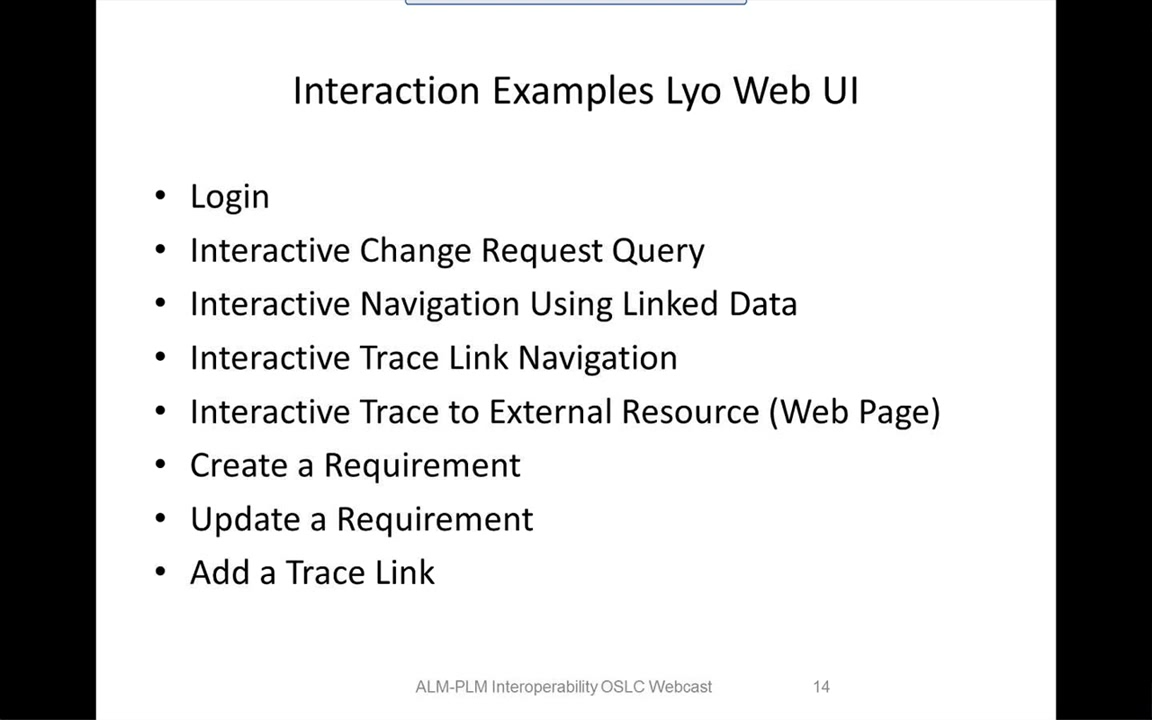 Interaction Examples Lyo Web UI
• Login
• Interactive Change Request Query
• Interactive Navigation Using Linked Data
• Interactive Trace Link Navigation
• Interactive Trace to External Resource (Web Page)
• Create a Requirement
• Update a Requirement
• Add a Trace Link
ALM-PLM Interoperability OSLC Webcast 14